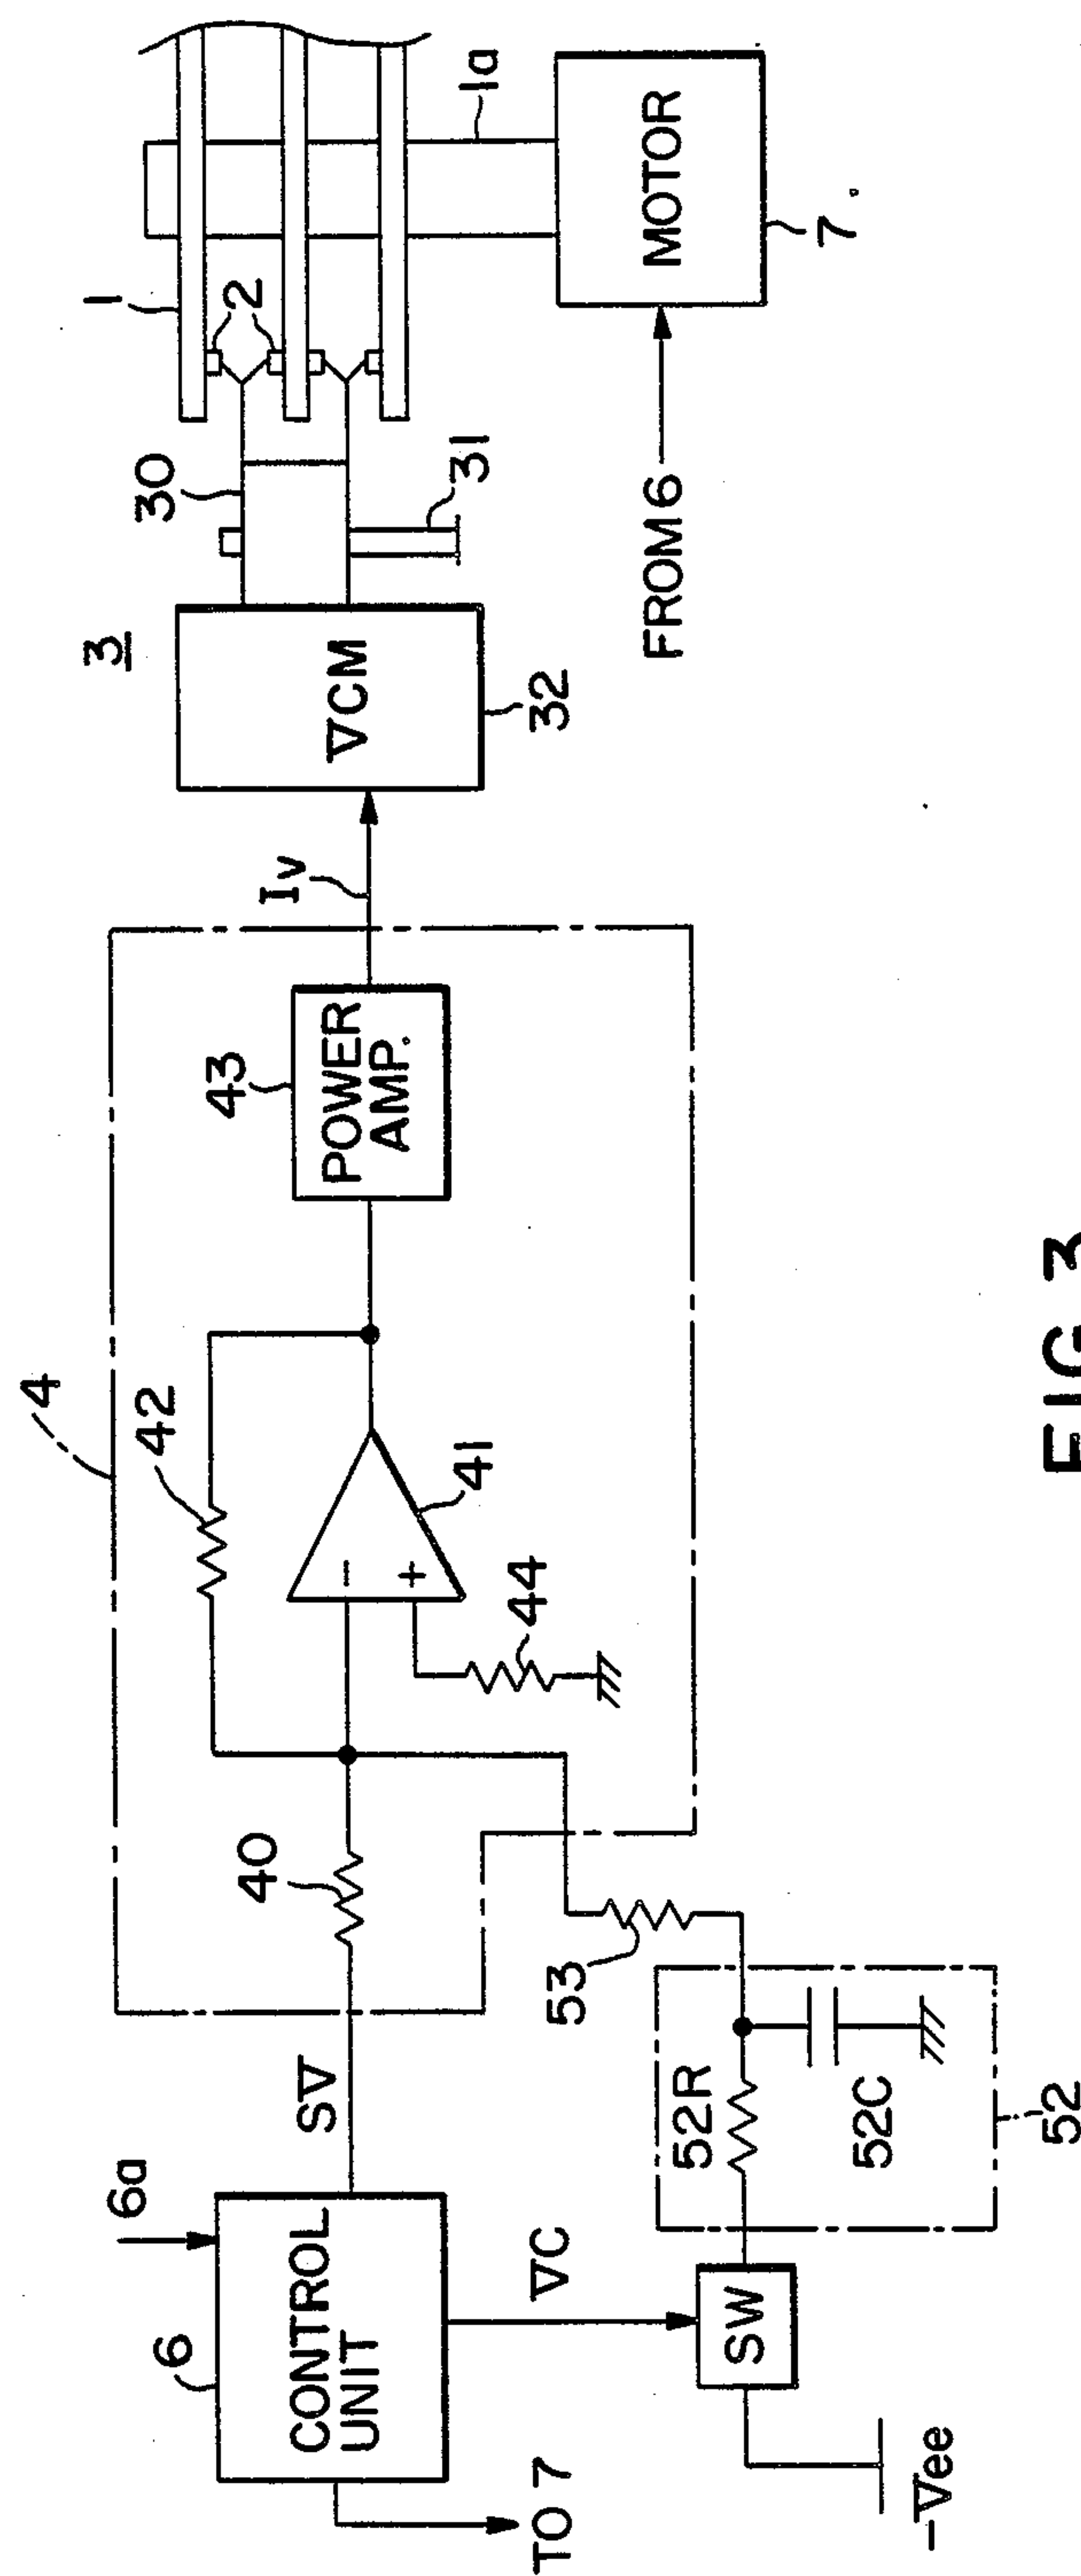 6a
6
CONTROL
UNIT
TO 7
SV
VC
SW
-Vee
52R
52C
52
53
4
40
42
41
-
+
44
43
POWER
AMP.
Iv
3
VCM
32
30
31
1
2
1a
MOTOR
7
FROM 6
FIG. 3